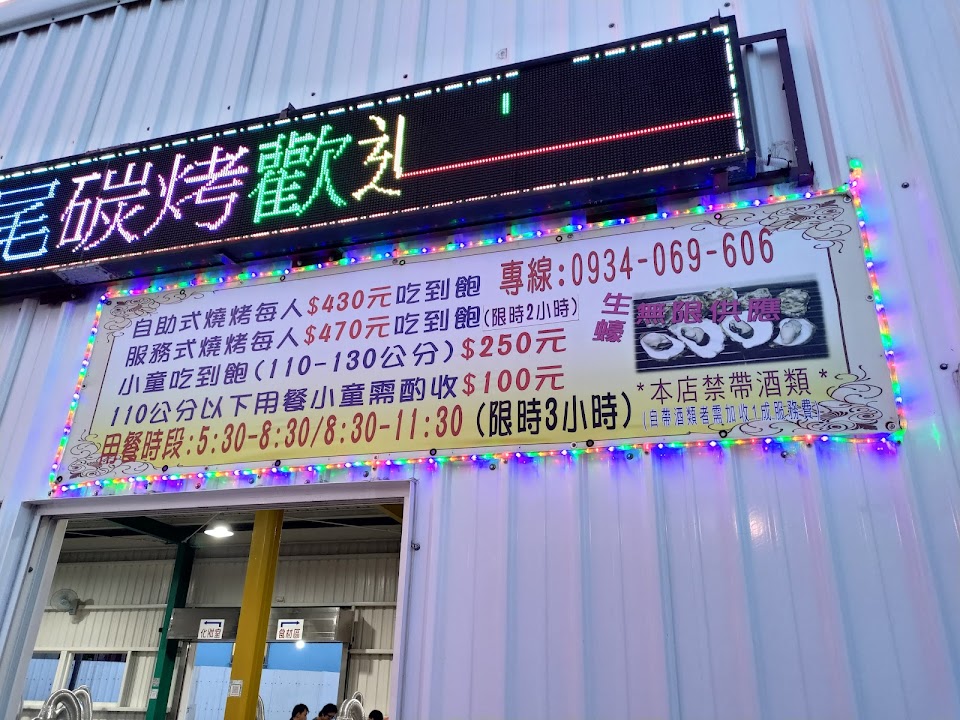 尾碳烤歡
自助式燒烤每人$430元吃到飽
專線:0934-069-606
服務式燒烤每人$470元吃到飽(限時2小時)
小童吃到飽(110-130公分)$250元
110公分以下用餐小童需酌收$100元
用餐時段:5:30-8:30/8:30-11:30(限時3小時)
生蠔
無限供應
*本店禁帶酒類*
(自帶酒類者需加收1成服務費)
化妝室
食材區